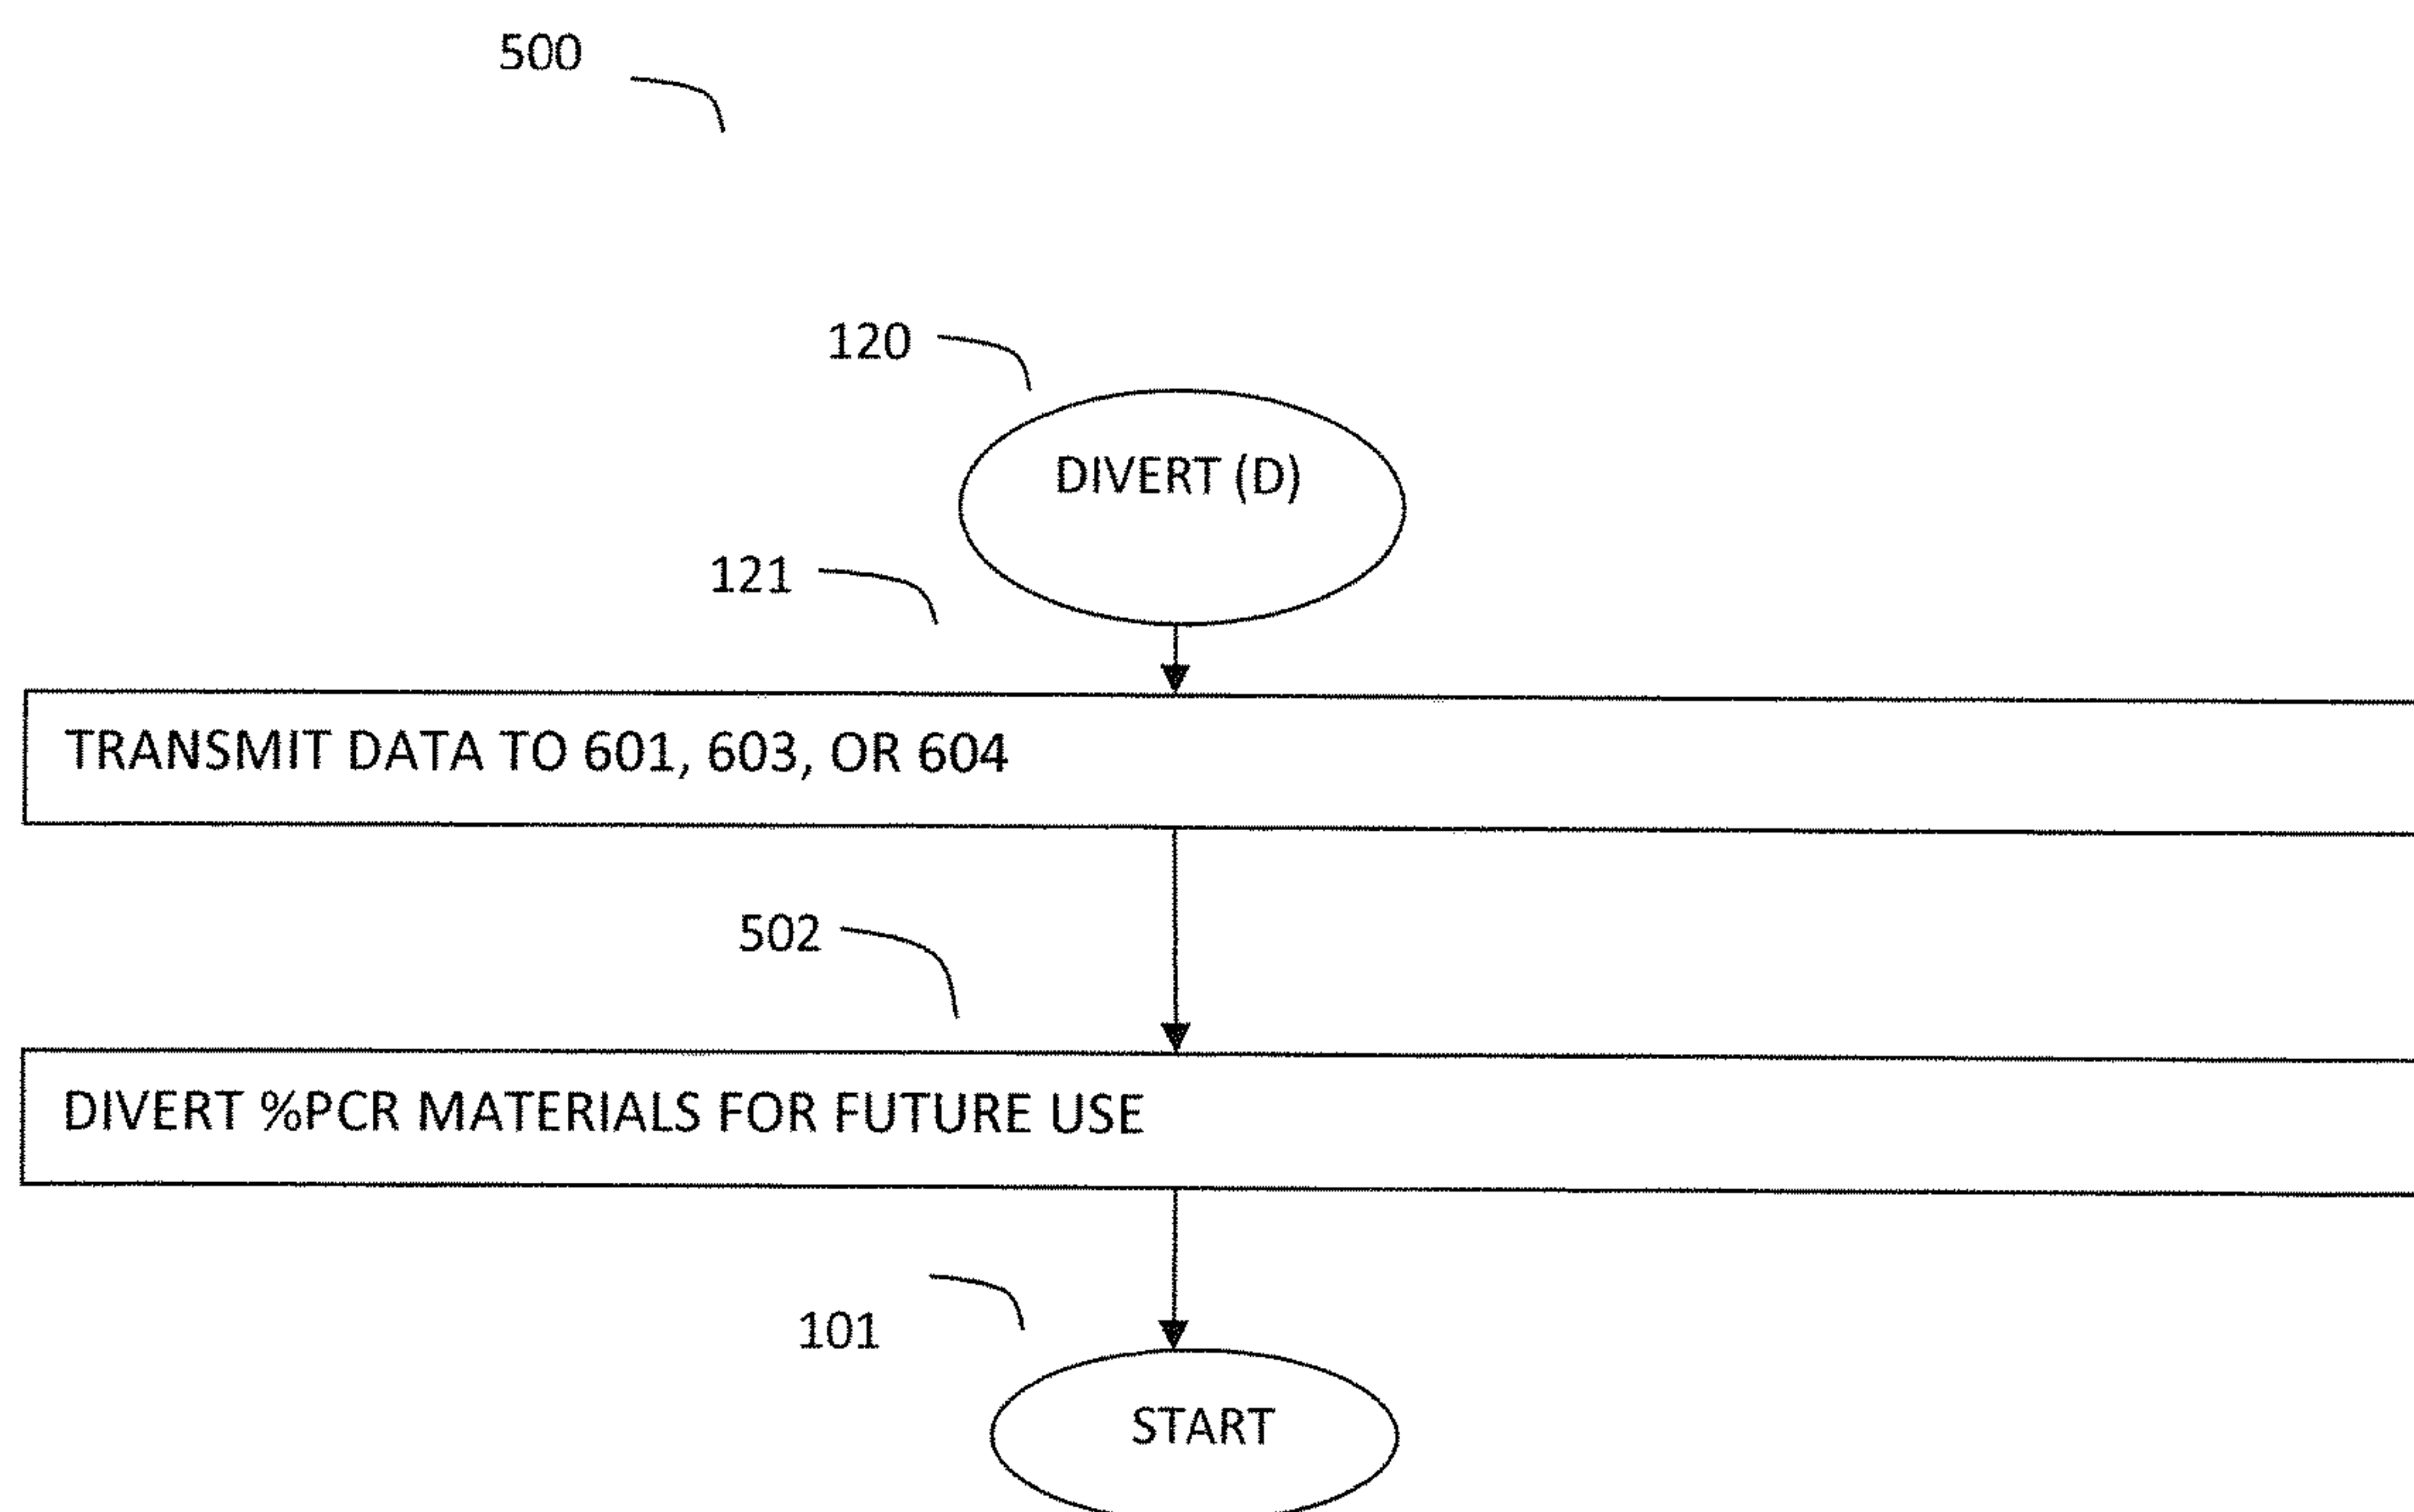 500
120
DIVERT (D)
121
TRANSMIT DATA TO 601, 603, OR 604
502
DIVERT %PCR MATERIALS FOR FUTURE USE
101
START